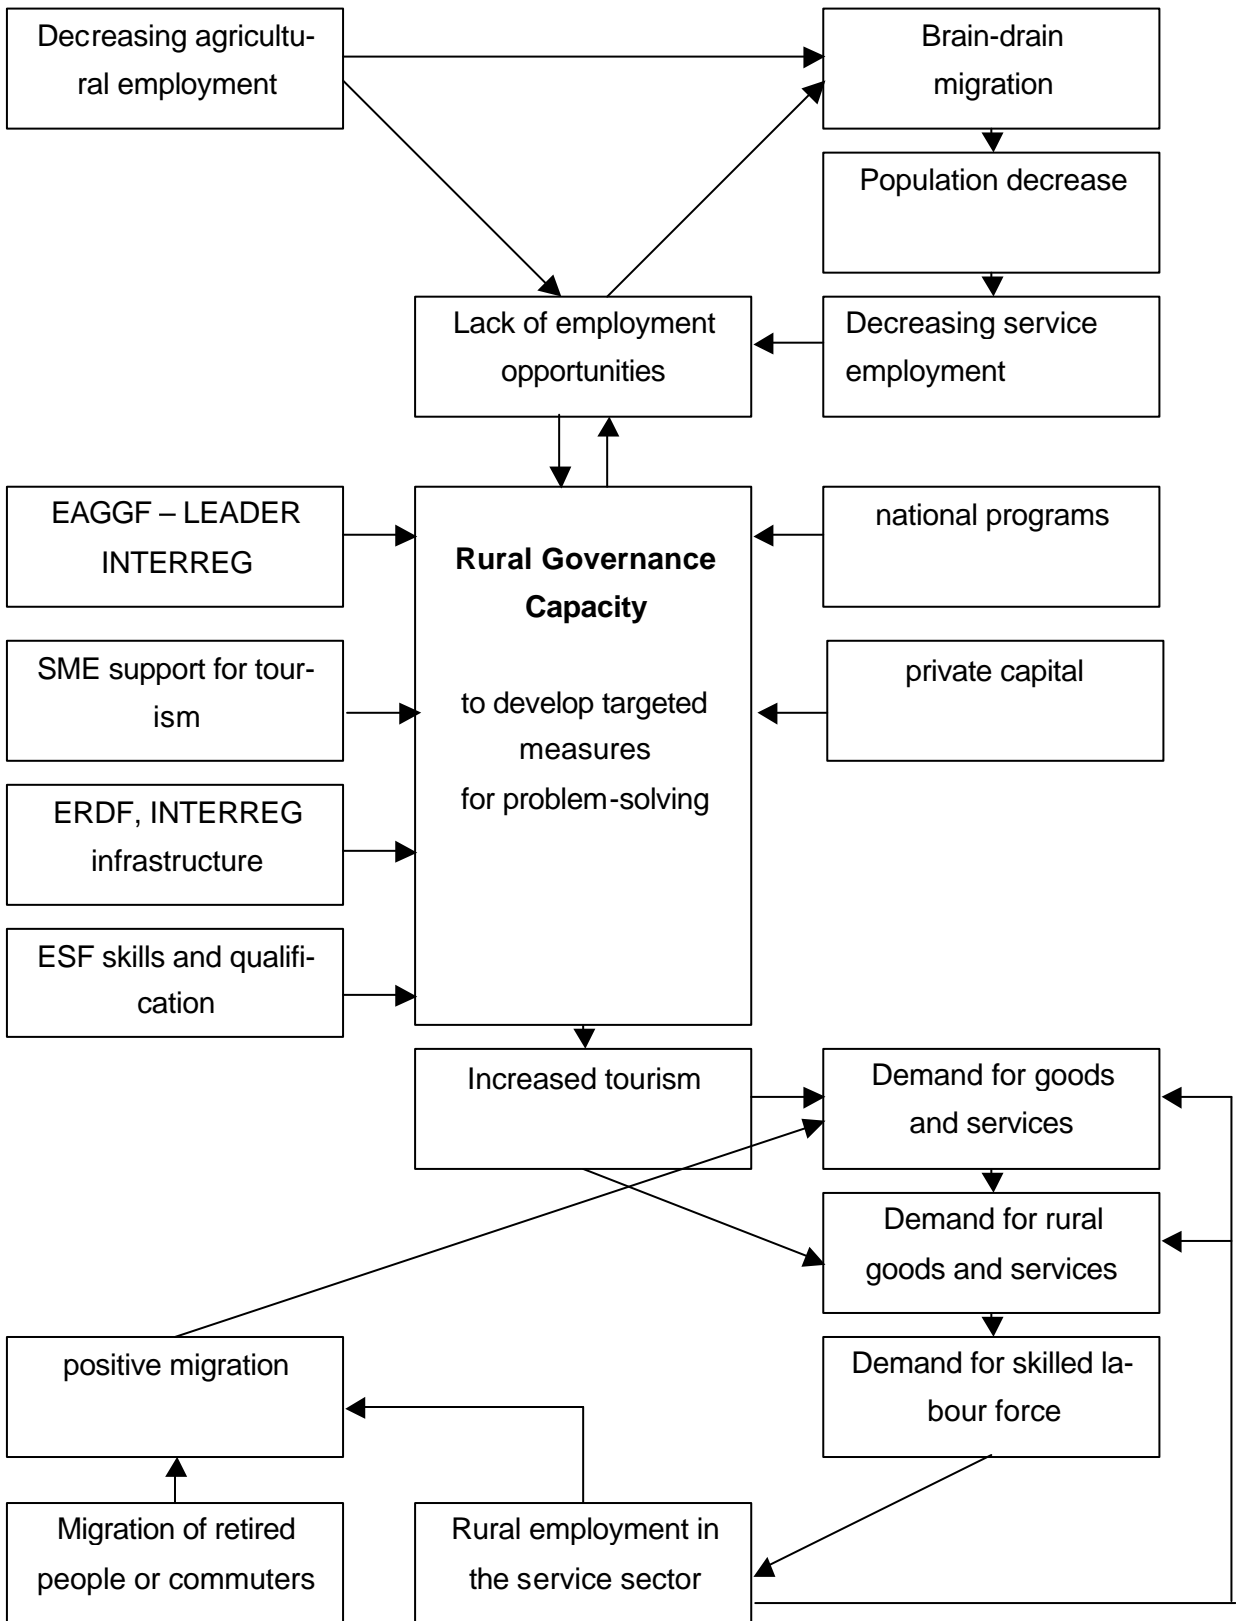 Decreasing agricultu-
ral employment
Brain-drain
migration
Population decrease
Lack of employment
opportunities
Decreasing service
employment
EAGGF – LEADER
INTERREG
Rural Governance
Capacity
to develop targeted
measures
for problem-solving
national programs
SME support for tour-
ism
private capital
ERDF, INTERREG
infrastructure
ESF skills and qualifi-
cation
Increased tourism
Demand for goods
and services
Demand for rural
goods and services
positive migration
Demand for skilled la-
bour force
Migration of retired
people or commuters
Rural employment in
the service sector